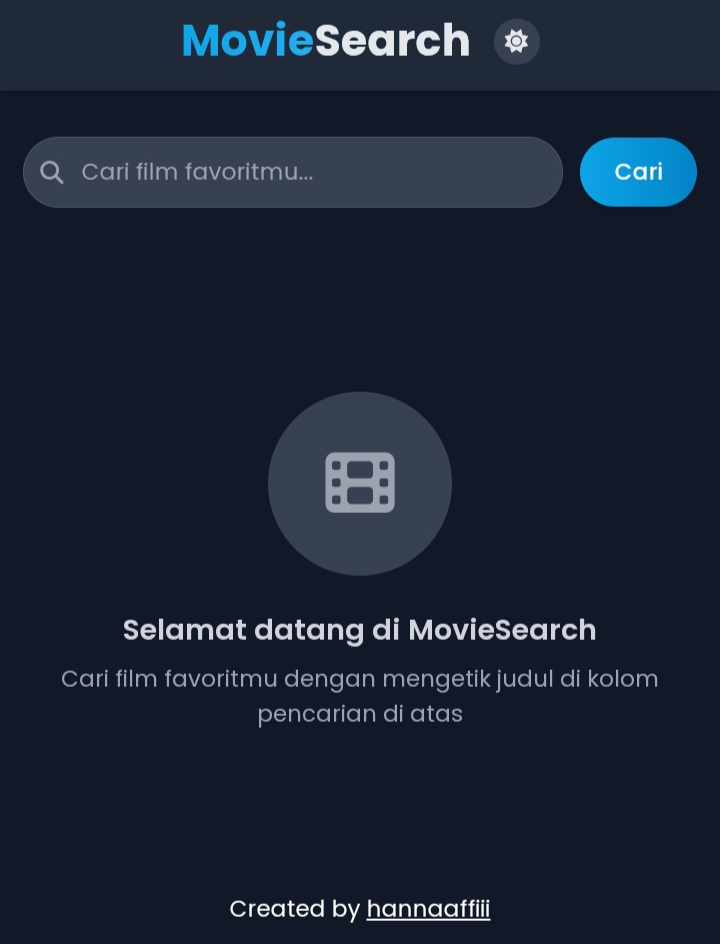 MovieSearch
Cari film favoritmu...
Cari
Selamat datang di MovieSearch
Cari film favoritmu dengan mengetik judul di kolom
pencarian di atas
Created by hannaaffiii